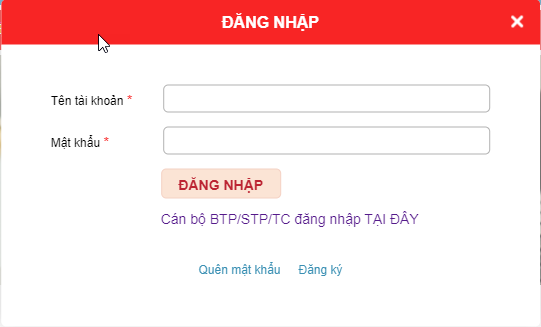 ĐĂNG NHẬP
Tên tài khoản *
Mật khẩu *
ĐĂNG NHẬP
Cán bộ BTP/STP/TC đăng nhập TẠI ĐÂY
Quên mật khẩu Đăng ký